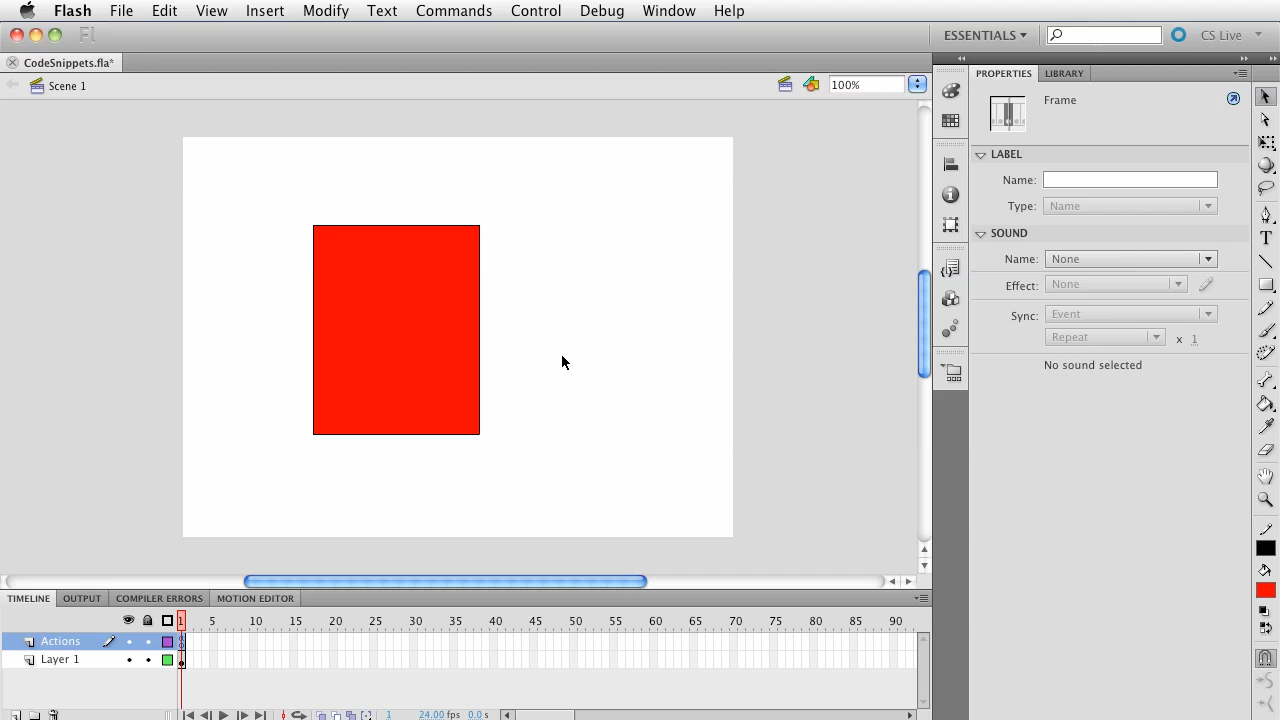 Flash File Edit View Insert Modify Text Commands Control Debug Window Help
Fl ESSENTIALS CS Live
CodeSnippets.fla*
Scene 1 100%
PROPERTIES LIBRARY
Frame
LABEL
Name:
Type: Name
SOUND
Name: None
Effect: None
Sync: Event
Repeat x 1
No sound selected
TIMELINE OUTPUT COMPILER ERRORS MOTION EDITOR
1 5 10 15 20 25 30 35 40 45 50 55 60 65 70 75 80 85 90
Actions
Layer 1
1 24.00 fps 0.0 s